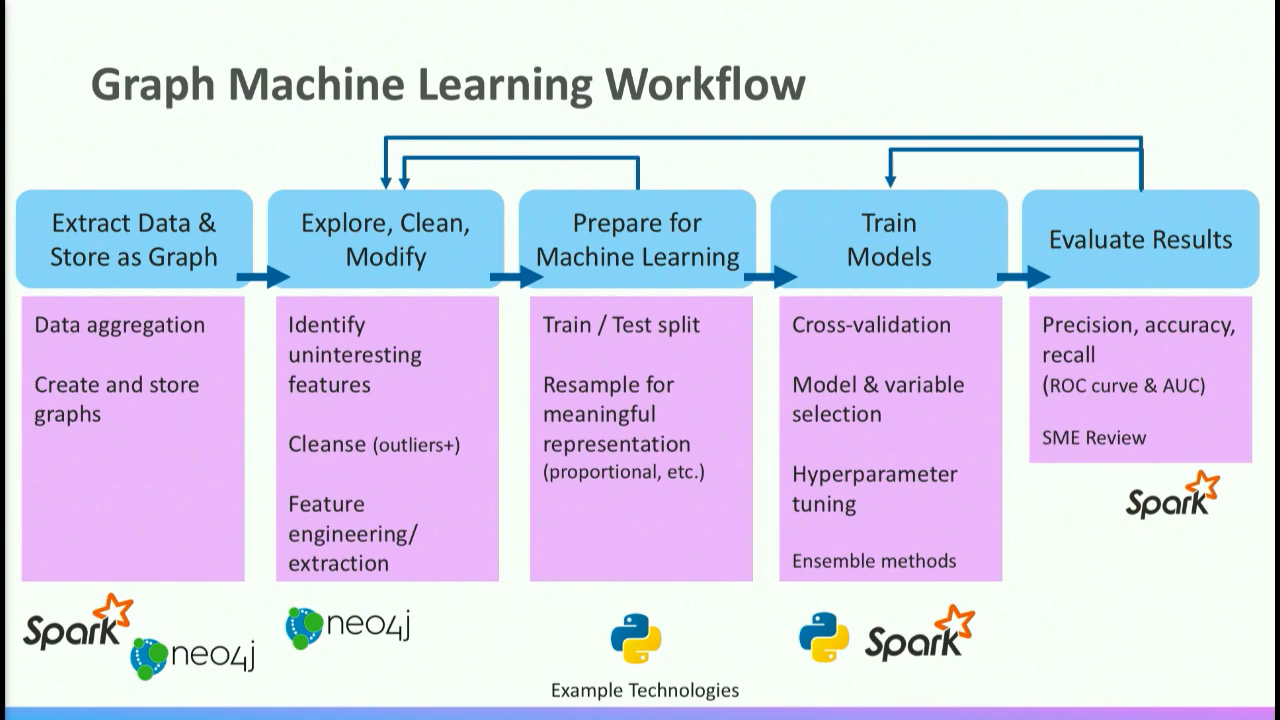 Graph Machine Learning Workflow
Extract Data &
Store as Graph
Explore, Clean,
Modify
Prepare for
Machine Learning
Train
Models
Evaluate Results
Data aggregation
Create and store
graphs
Identify
uninteresting
features
Cleanse (outliers+)
Feature
engineering/
extraction
Train / Test split
Resample for
meaningful
representation
(proportional, etc.)
Cross-validation
Model & variable
selection
Hyperparameter
tuning
Ensemble methods
Precision, accuracy,
recall
(ROC curve & AUC)
SME Review
Spark
Spark
neo4j
neo4j
Spark
Example Technologies